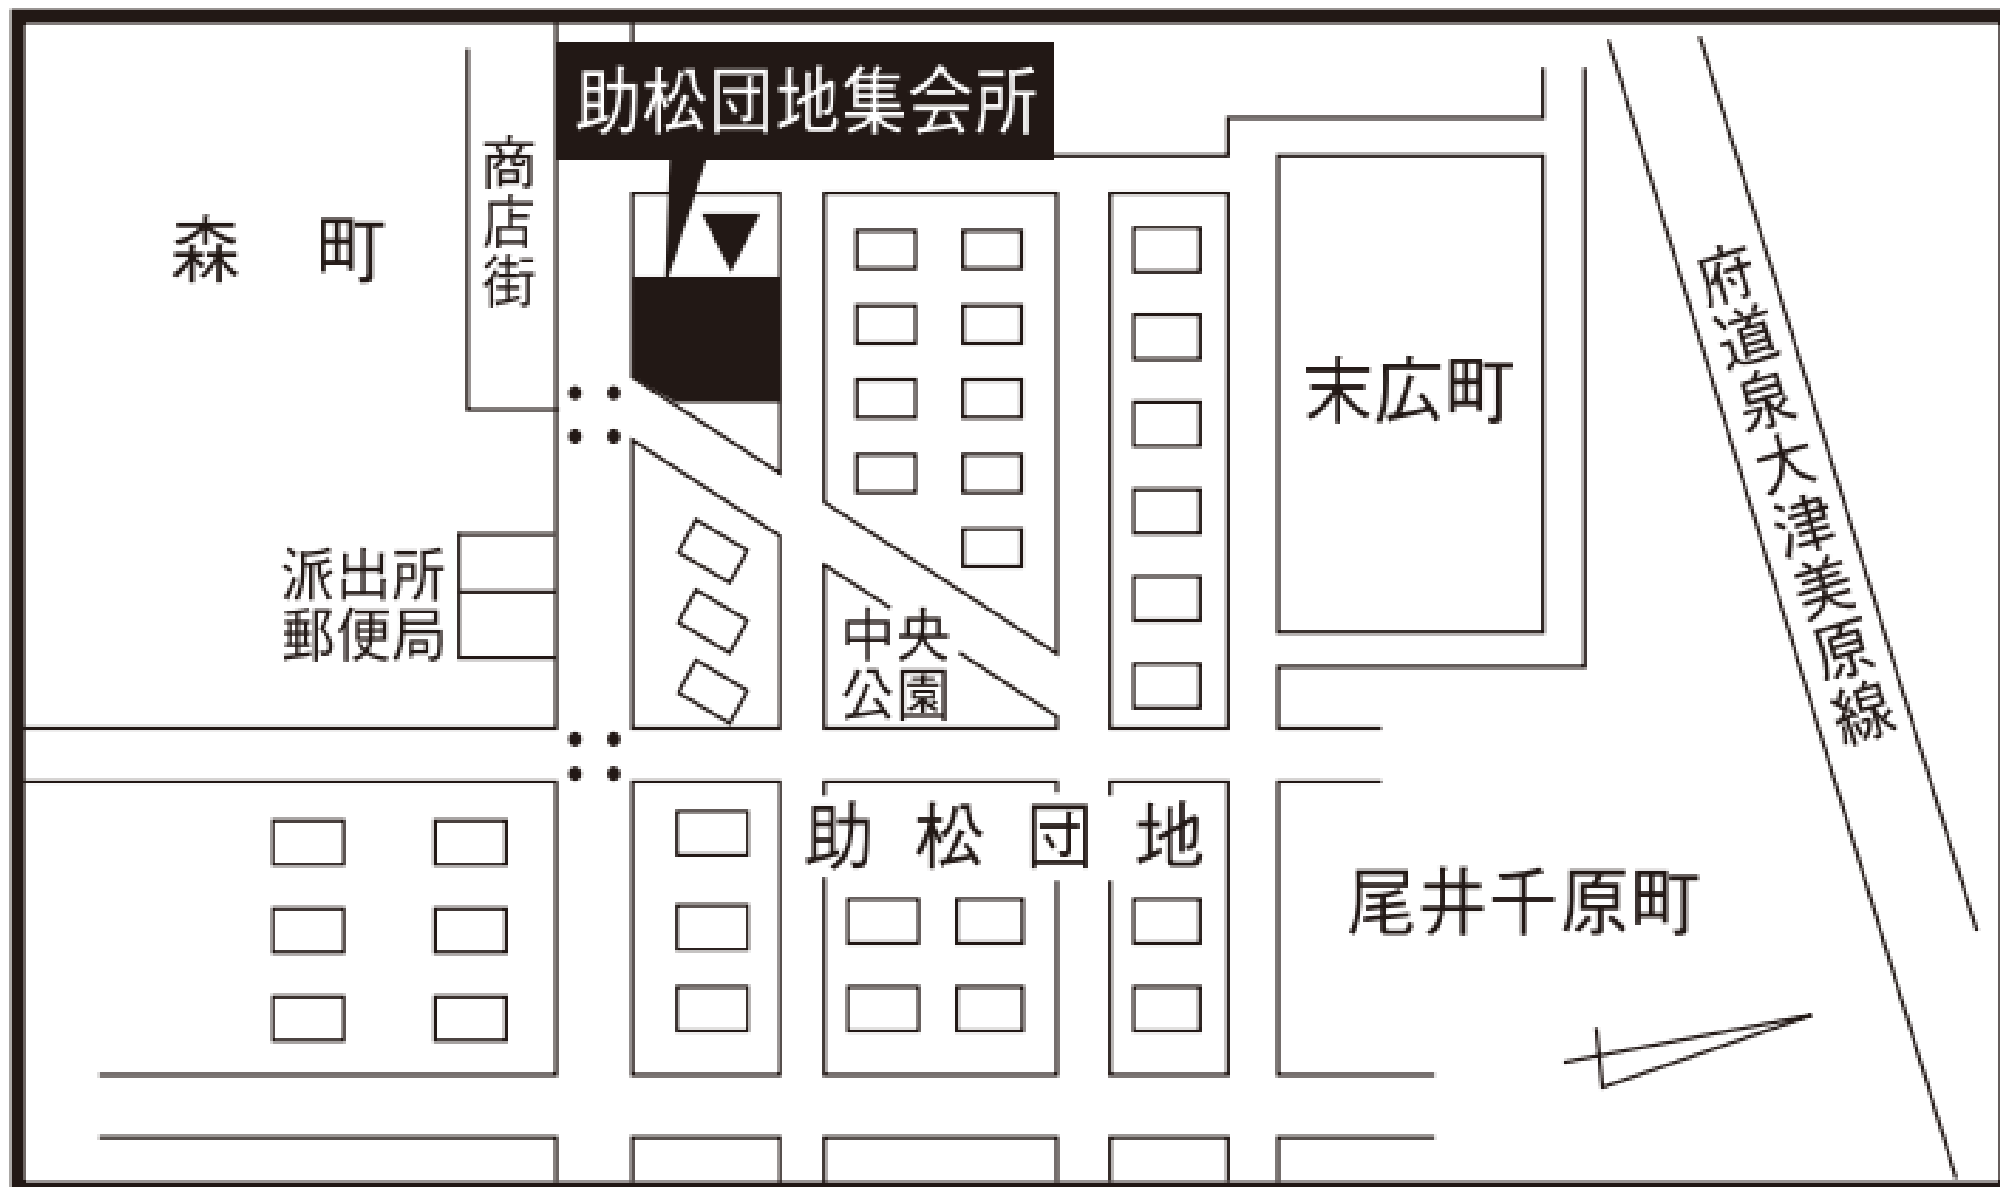 助松団地集会所
商店街
森 町
末広町
府道泉大津美原線
派出所
郵便局
中央
公園
助松団地
尾井千原町